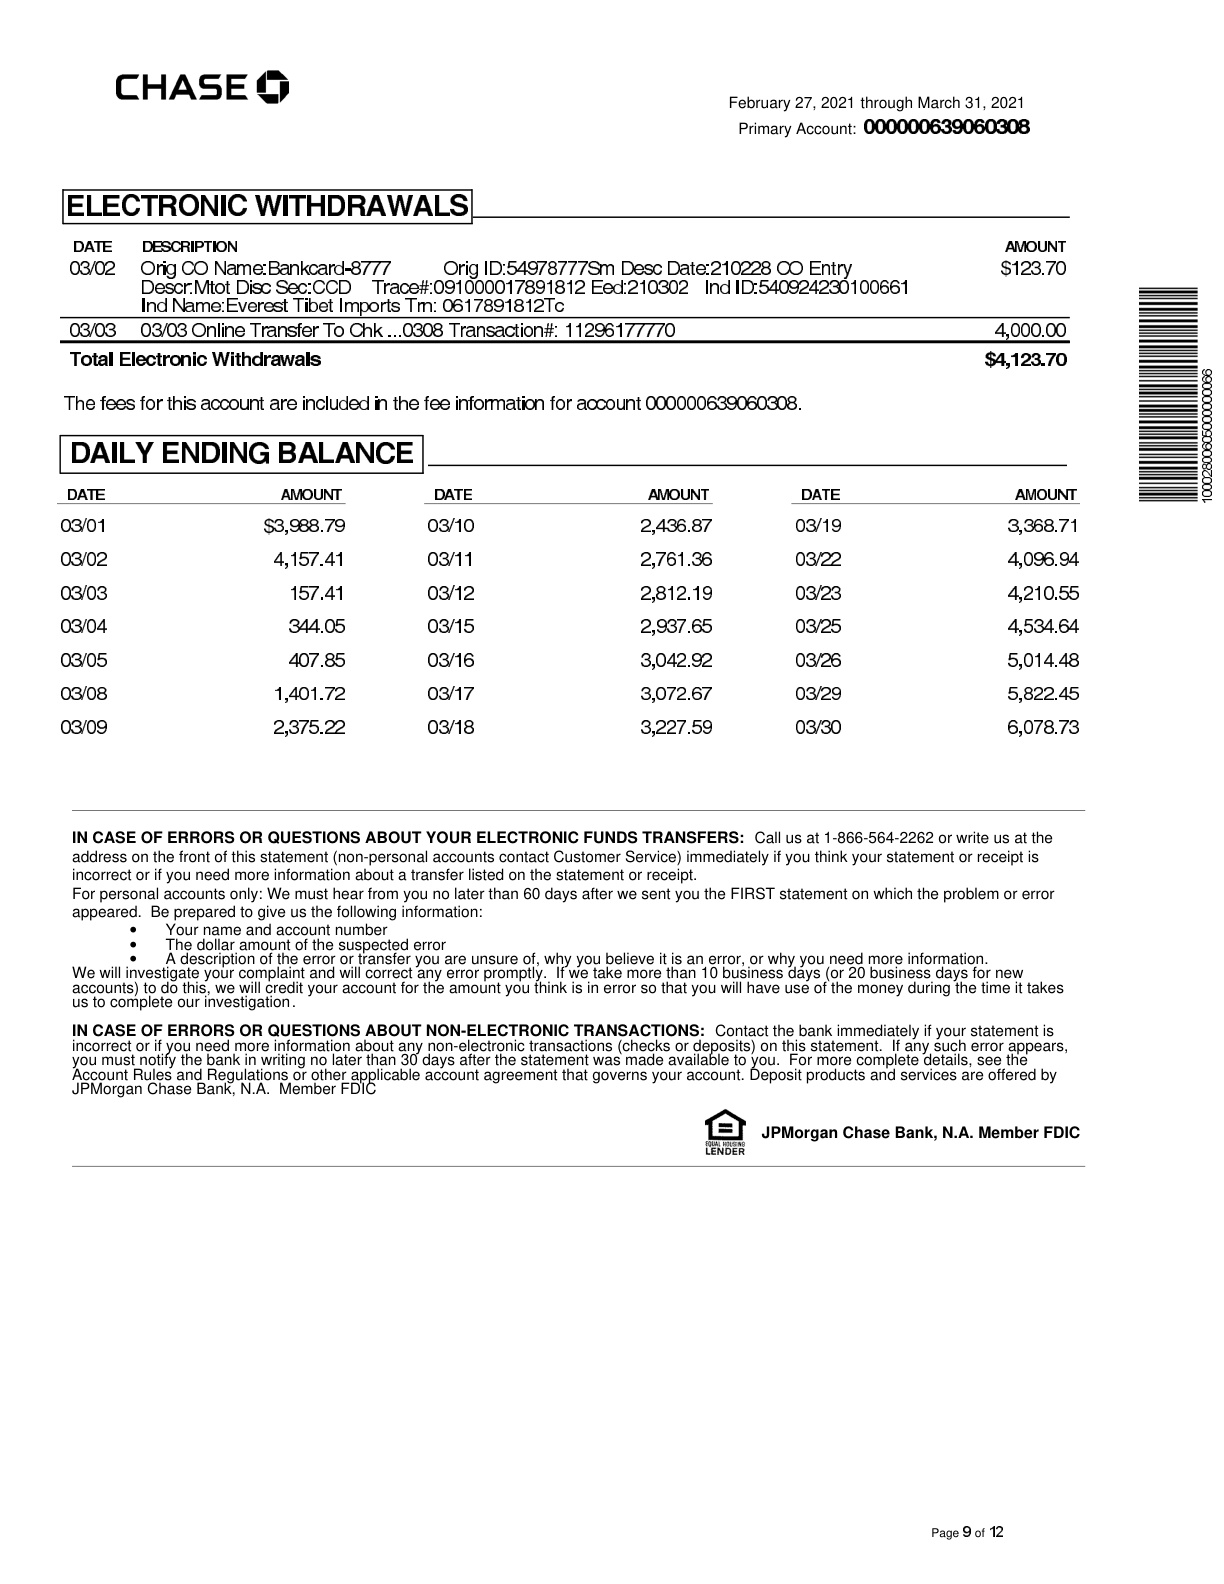 CHASE
February 27, 2021 through March 31, 2021
Primary Account: 000000639060308
ELECTRONIC WITHDRAWALS
DATE DESCRIPTION AMOUNT
03/02 Orig CO Name:Bankcard-8777 Orig ID:54978777Sm Desc Date:210228 CO Entry $123.70
Descr:Mtot Disc Sec:CCD Trace#:091000017891812 Eed:210302 Ind ID:540924230100661
Ind Name:Everest Tibet Imports Trn: 0617891812Tc
03/03 03/03 Online Transfer To Chk ...0308 Transaction#: 11296177770 4,000.00
Total Electronic Withdrawals $4,123.70
The fees for this account are included in the fee information for account 000000639060308.
10002800605000000066
DAILY ENDING BALANCE
DATE AMOUNT DATE AMOUNT DATE AMOUNT
03/01 $3,988.79 03/10 2,436.87 03/19 3,368.71
03/02 4,157.41 03/11 2,761.36 03/22 4,096.94
03/03 157.41 03/12 2,812.19 03/23 4,210.55
03/04 344.05 03/15 2,937.65 03/25 4,534.64
03/05 407.85 03/16 3,042.92 03/26 5,014.48
03/08 1,401.72 03/17 3,072.67 03/29 5,822.45
03/09 2,375.22 03/18 3,227.59 03/30 6,078.73
IN CASE OF ERRORS OR QUESTIONS ABOUT YOUR ELECTRONIC FUNDS TRANSFERS: Call us at 1-866-564-2262 or write us at the
address on the front of this statement (non-personal accounts contact Customer Service) immediately if you think your statement or receipt is
incorrect or if you need more information about a transfer listed on the statement or receipt.
For personal accounts only: We must hear from you no later than 60 days after we sent you the FIRST statement on which the problem or error
appeared. Be prepared to give us the following information:
• Your name and account number
• The dollar amount of the suspected error
• A description of the error or transfer you are unsure of, why you believe it is an error, or why you need more information.
We will investigate your complaint and will correct any error promptly. If we take more than 10 business days (or 20 business days for new
accounts) to do this, we will credit your account for the amount you think is in error so that you will have use of the money during the time it takes
us to complete our investigation.
IN CASE OF ERRORS OR QUESTIONS ABOUT NON-ELECTRONIC TRANSACTIONS: Contact the bank immediately if your statement is
incorrect or if you need more information about any non-electronic transactions (checks or deposits) on this statement. If any such error appears,
you must notify the bank in writing no later than 30 days after the statement was made available to you. For more complete details, see the
Account Rules and Regulations or other applicable account agreement that governs your account. Deposit products and services are offered by
JPMorgan Chase Bank, N.A. Member FDIC
EQUAL HOUSING
LENDER
JPMorgan Chase Bank, N.A. Member FDIC
Page 9 of 12